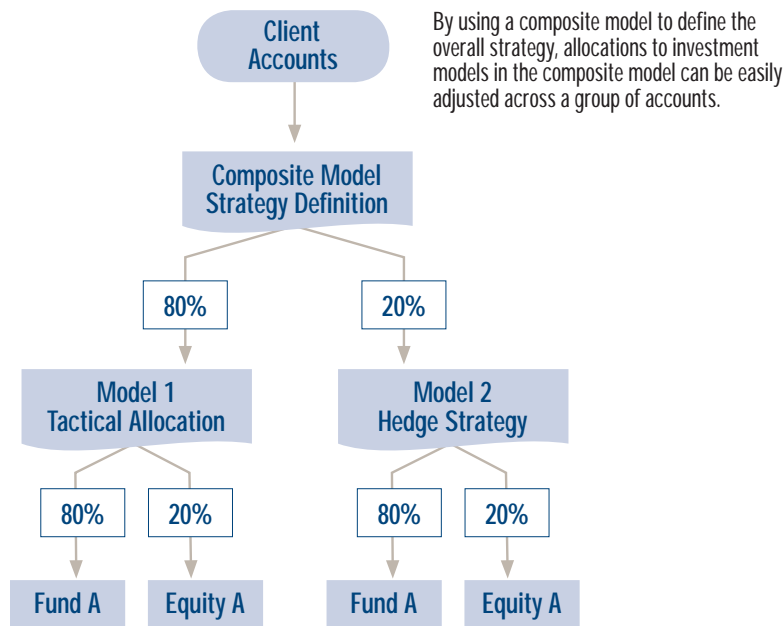 Client
Accounts
By using a composite model to define the
overall strategy, allocations to investment
models in the composite model can be easily
adjusted across a group of accounts.
Composite Model
Strategy Definition
80%
20%
Model 1
Tactical Allocation
Model 2
Hedge Strategy
80%
20%
80%
20%
Fund A
Equity A
Fund A
Equity A